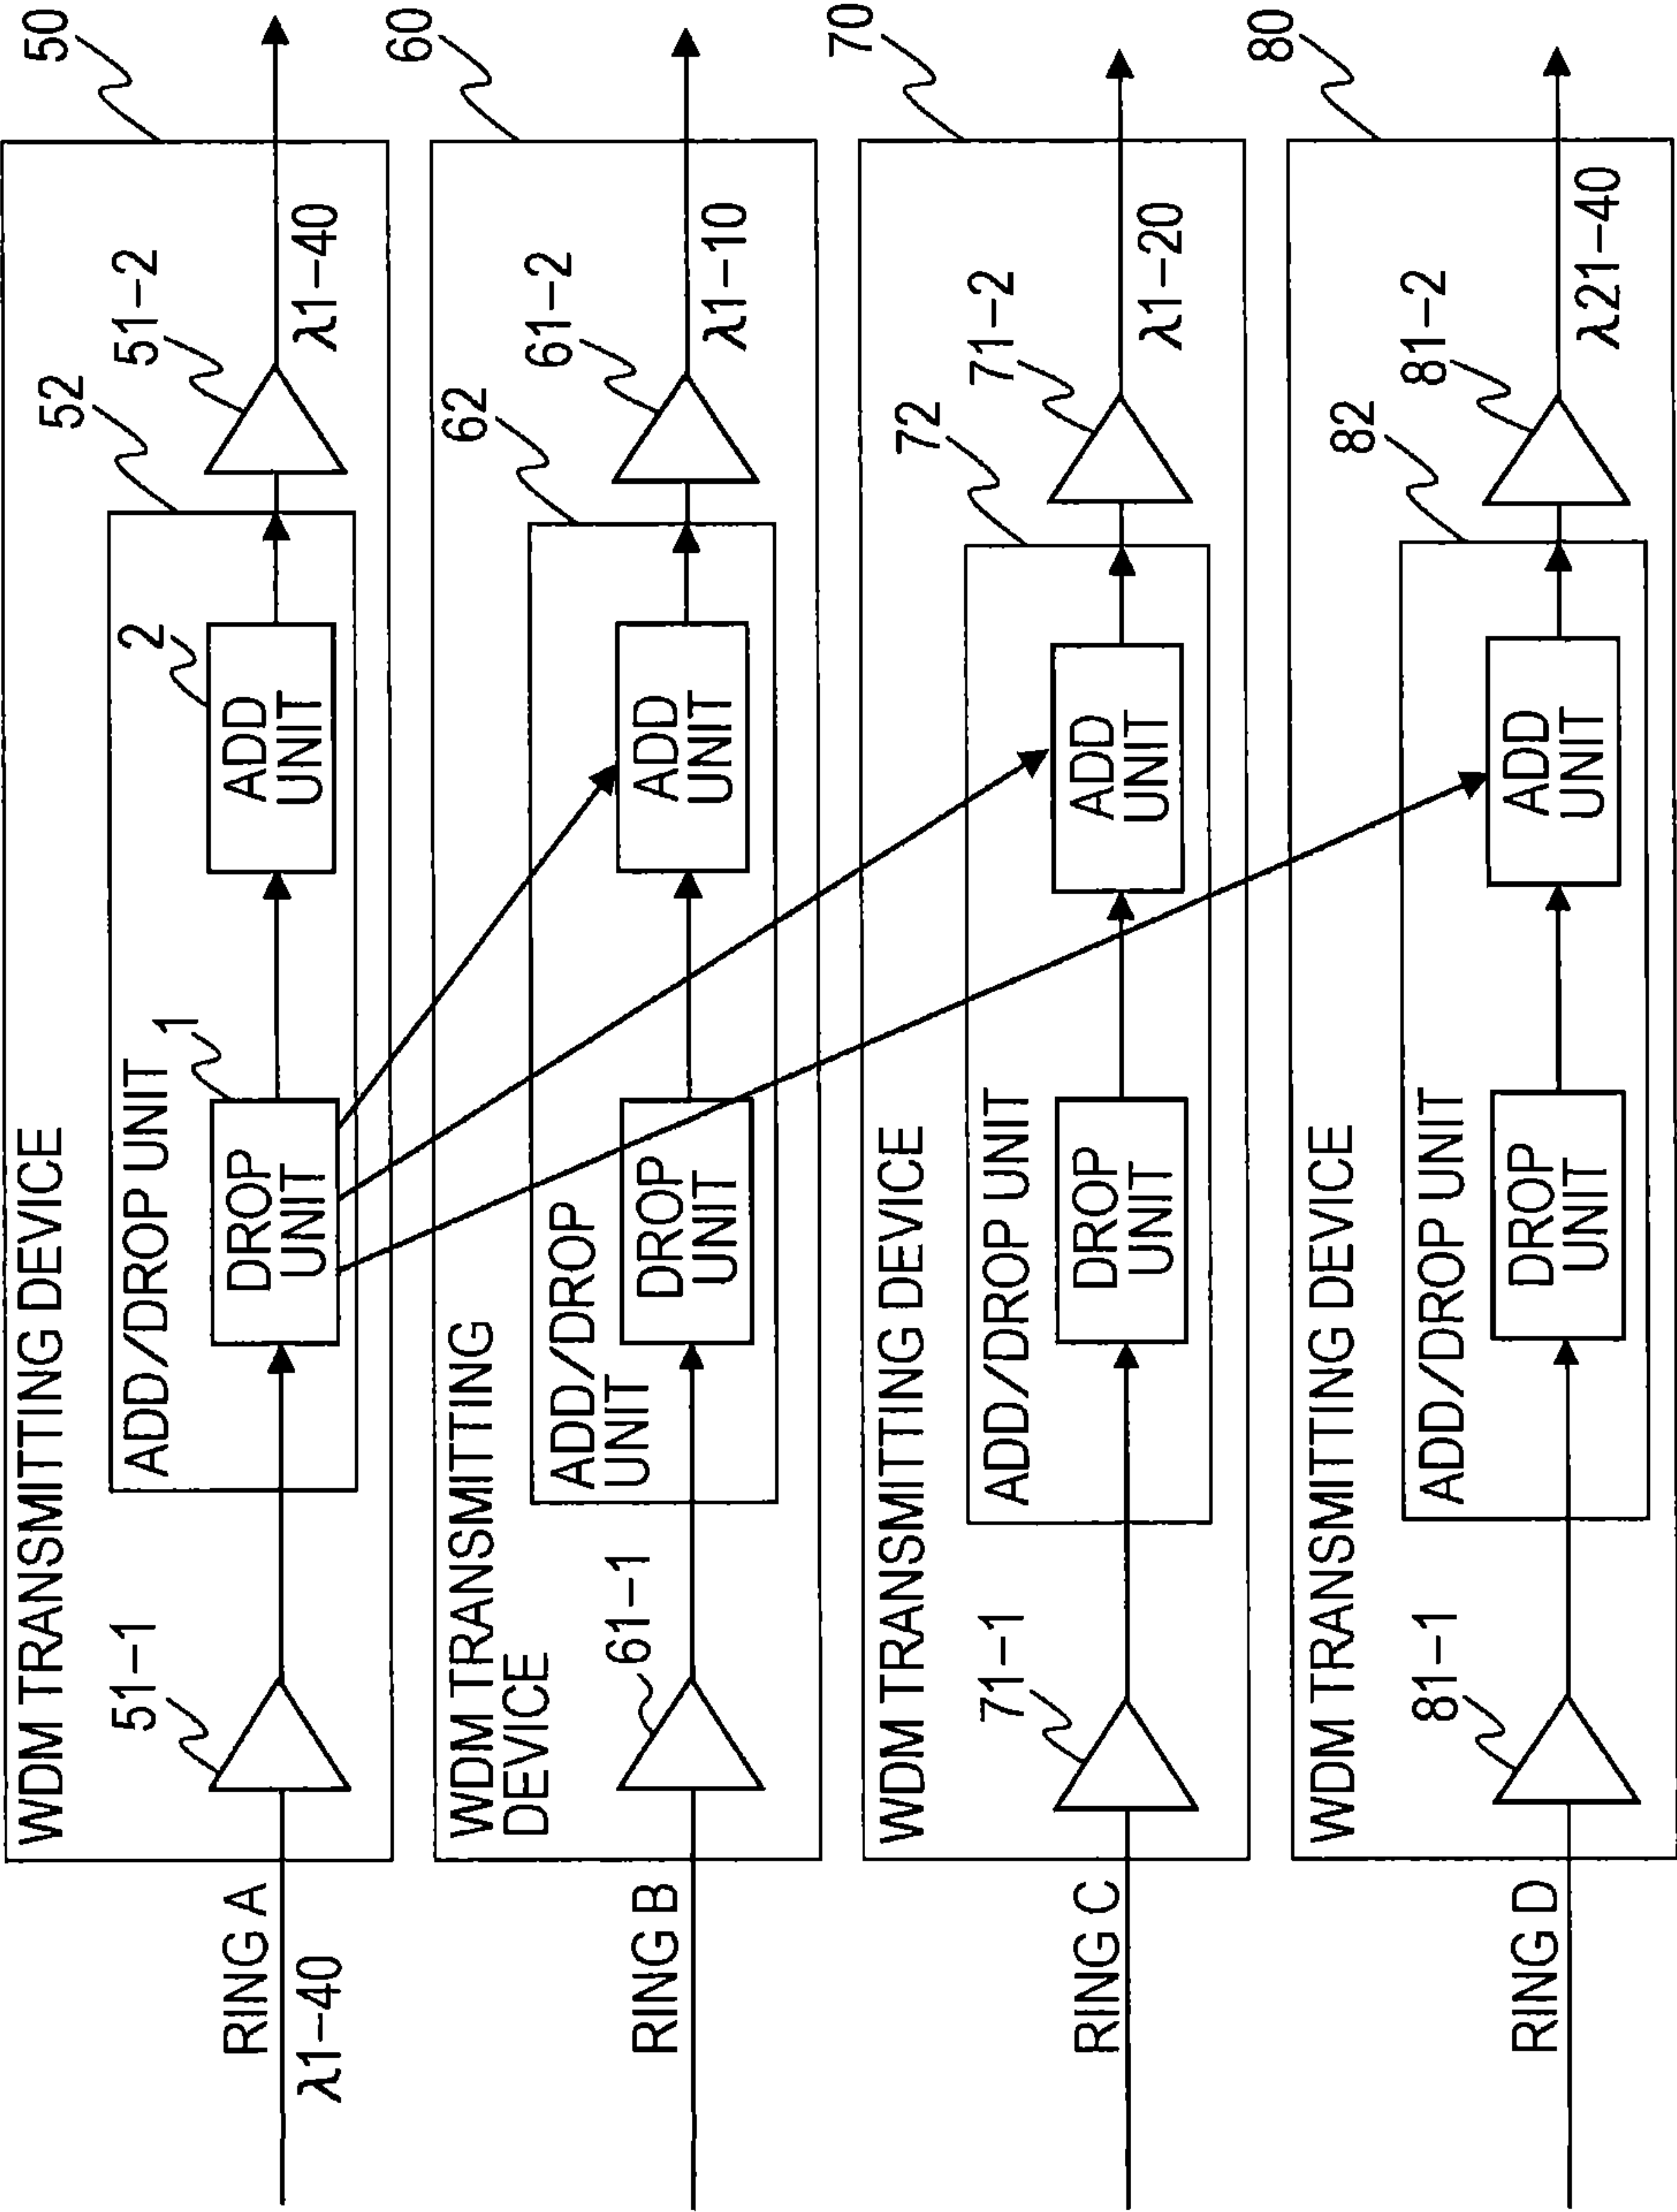 50
WDM TRANSMITTING DEVICE
ADD/DROP UNIT
52
51-1
51-2
1
2
RING A
DROP
UNIT
ADD
UNIT
λ1-40
λ1-40
60
WDM TRANSMITTING
DEVICE
ADD/DROP
UNIT
62
61-1
61-2
RING B
DROP
UNIT
ADD
UNIT
λ1-10
70
WDM TRANSMITTING DEVICE
ADD/DROP UNIT
72
71-1
71-2
RING C
DROP
UNIT
ADD
UNIT
λ1-20
80
WDM TRANSMITTING DEVICE
ADD/DROP UNIT
82
81-1
81-2
RING D
DROP
UNIT
ADD
UNIT
λ21-40